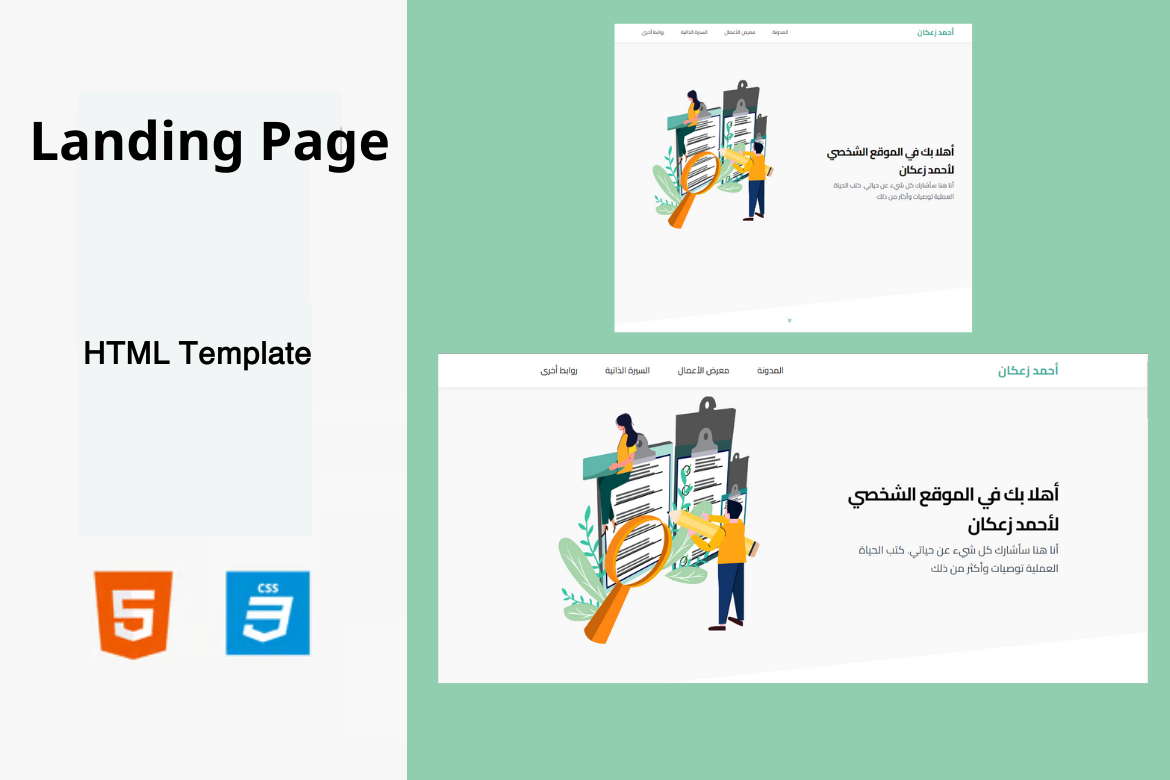 Landing Page
HTML Template
5
CSS
3
أحمد زعكان
المدونة
معرض الأعمال
السيرة الذاتية
روابط أخرى
أهلا بك في الموقع الشخصي
لأحمد زعكان
أنا هنا سأشارك كل شيء عن حياتي. كتب الحياة
العملية توصيات وأكثر من ذلك
أحمد زعكان
المدونة
معرض الأعمال
السيرة الذاتية
روابط أخرى
أهلا بك في الموقع الشخصي
لأحمد زعكان
أنا هنا سأشارك كل شيء عن حياتي. كتب الحياة
العملية توصيات وأكثر من ذلك